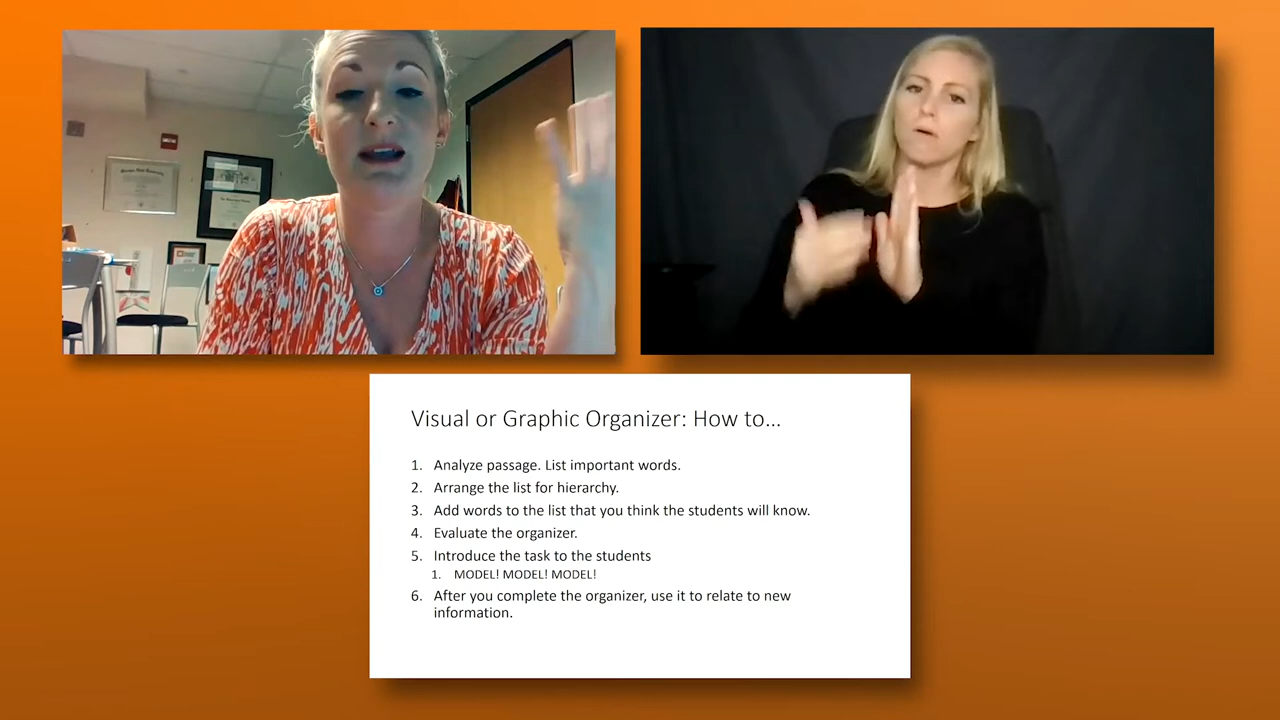 Visual or Graphic Organizer: How to...
1. Analyze passage. List important words.
2. Arrange the list for hierarchy.
3. Add words to the list that you think the students will know.
4. Evaluate the organizer.
5. Introduce the task to the students
1. MODEL! MODEL! MODEL!
6. After you complete the organizer, use it to relate to new
information.